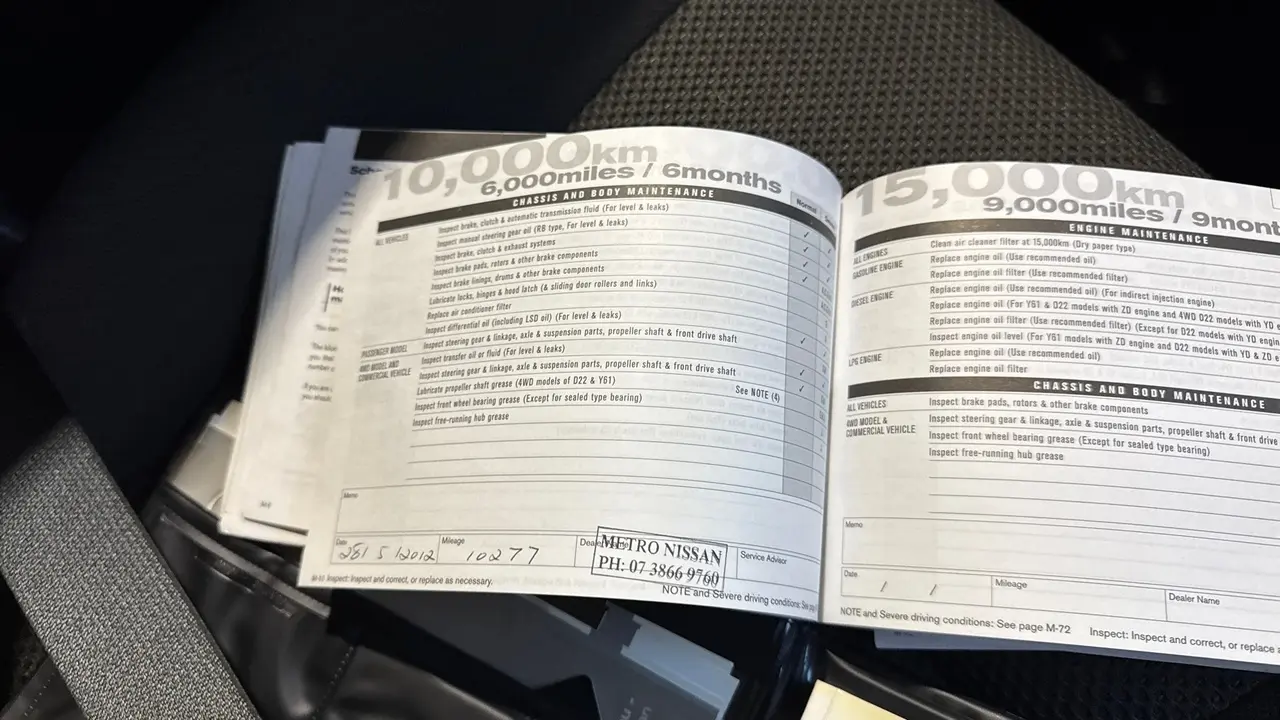 10,000km
6,000miles / 6months
CHASSIS AND BODY MAINTENANCE
Normal
ALL VEHICLES
Inspect brake, clutch & automatic transmission fluid (For level & leaks)
Inspect manual steering gear oil (RB type, For level & leaks)
Inspect brake, clutch & exhaust systems
Inspect brake pads, rotors & other brake components
Inspect brake linings, drums & other brake components
Lubricate locks, hinges & hood latch (& sliding door rollers and links)
Replace air conditioner filter
Inspect differential oil (including LSD oil) (For level & leaks)
PASSENGER MODEL
Inspect steering gear & linkage, axle & suspension parts, propeller shaft & front drive shaft
4WD MODEL AND
COMMERCIAL VEHICLE
Inspect transfer oil or fluid (For level & leaks)
Inspect steering gear & linkage, axle & suspension parts, propeller shaft & front drive shaft
Lubricate propeller shaft grease (4WD models of D22 & Y61) See NOTE (4)
Inspect front wheel bearing grease (Except for sealed type bearing)
Inspect free-running hub grease
Memo
Date
28 / 5 / 2012
Mileage
10277
METRO NISSAN
PH: 07 3866 9760
Service Advisor
Inspect: Inspect and correct, or replace as necessary.
NOTE and Severe driving conditions: See
15,000km
9,000miles / 9mont
ENGINE MAINTENANCE
ALL ENGINES
Clean air cleaner filter at 15,000km (Dry paper type)
GASOLINE ENGINE
Replace engine oil (Use recommended oil)
Replace engine oil filter (Use recommended filter)
DIESEL ENGINE
Replace engine oil (Use recommended oil) (For indirect injection engine)
Replace engine oil (For Y61 & D22 models with ZD engine and 4WD D22 models with YD
Replace engine oil filter (Use recommended filter) (Except for D22 models with YD engin
Inspect engine oil level (For Y61 models with ZD engine and D22 models with YD & ZD
LPG ENGINE
Replace engine oil (Use recommended oil)
Replace engine oil filter
CHASSIS AND BODY MAINTENANCE
ALL VEHICLES
Inspect brake pads, rotors & other brake components
4WD MODEL &
COMMERCIAL VEHICLE
Inspect steering gear & linkage, axle & suspension parts, propeller shaft & front drive
Inspect front wheel bearing grease (Except for sealed type bearing)
Inspect free-running hub grease
Memo
Date
/ /
Mileage
Dealer Name
NOTE and Severe driving conditions: See page M-72
Inspect: Inspect and correct, or replace